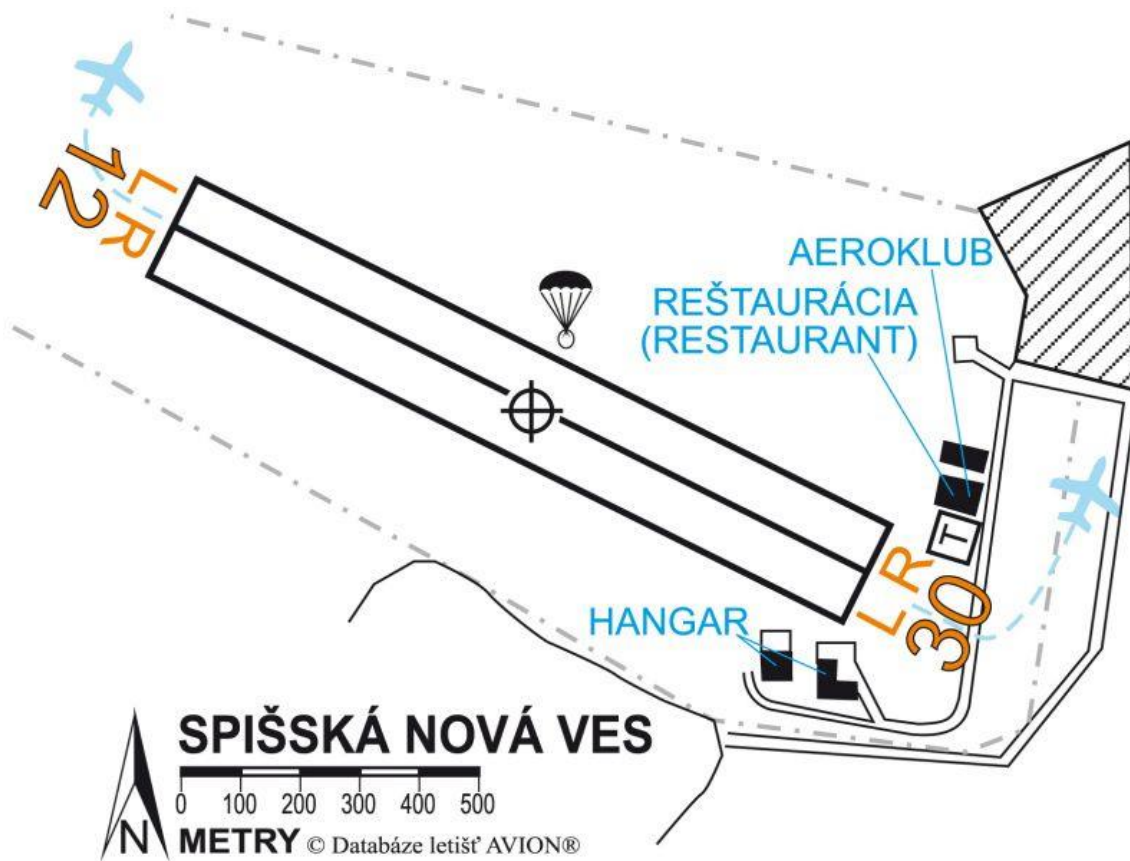 12
L
R
AEROKLUB
REŠTAURÁCIA
(RESTAURANT)
T
R
L
30
HANGAR
SPIŠSKÁ NOVÁ VES
0 100 200 300 400 500
N
METRY © Databáze letišť AVION®